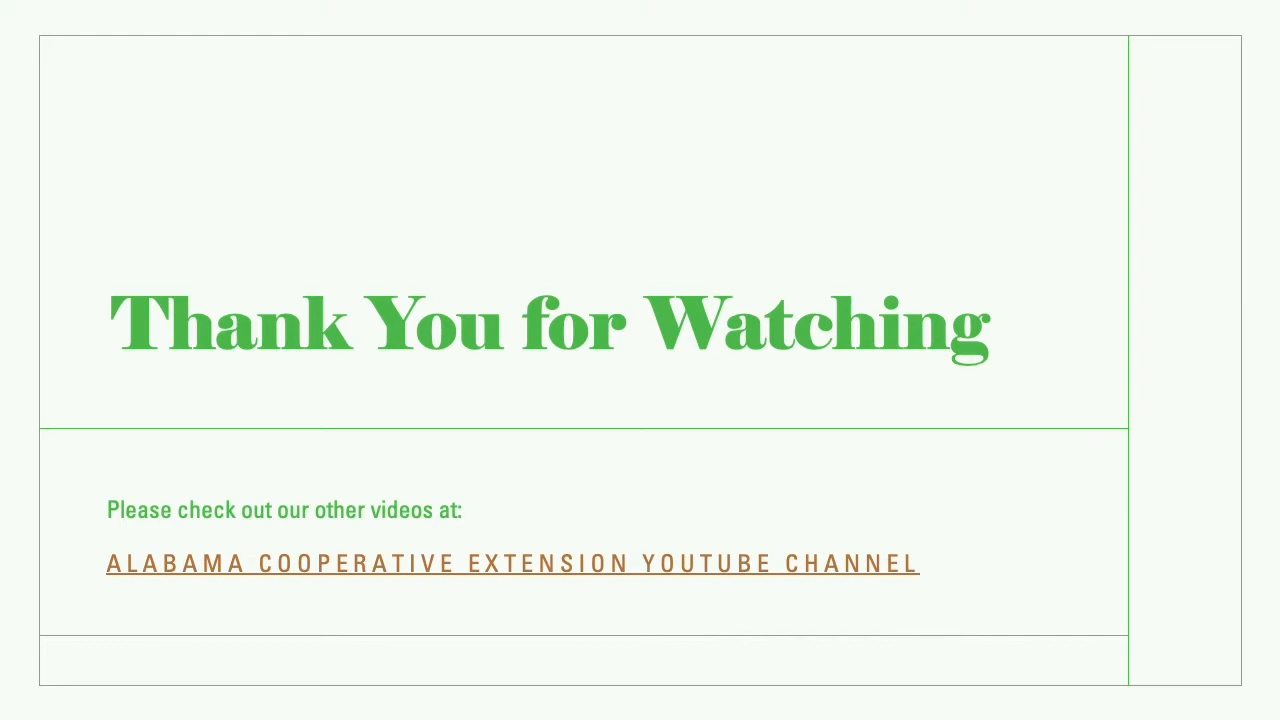 Thank You for Watching
Please check out our other videos at:
ALABAMA COOPERATIVE EXTENSION YOUTUBE CHANNEL